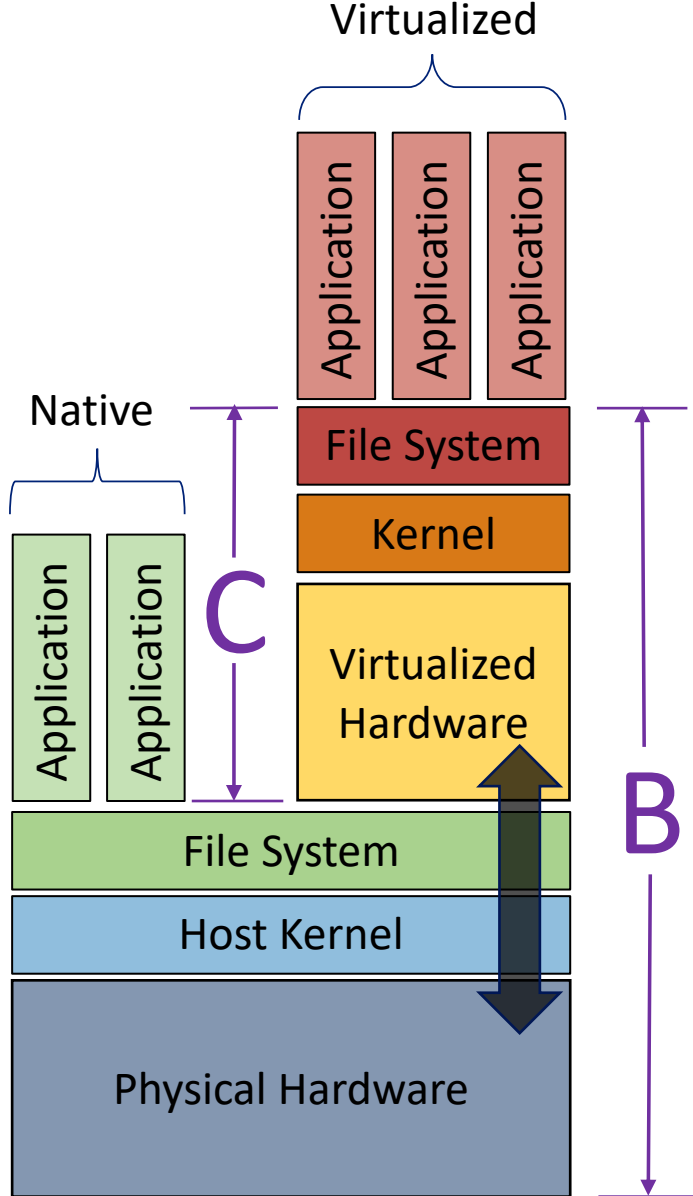 Virtualized
Application
Application
Application
Native
File System
Kernel
Application
Application
C
Virtualized
Hardware
B
File System
Host Kernel
Physical Hardware